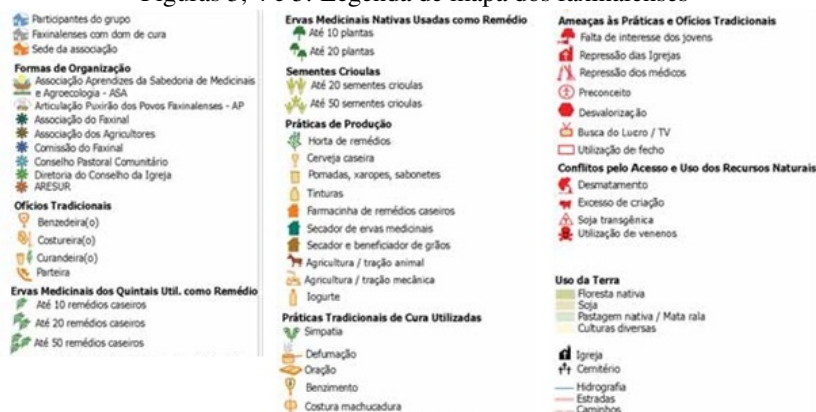 Figuras 3, 4 e 5: Legenda de mapa dos faxinalenses
Participantes do grupo
Faxinalenses com dom de cura
Sede da associação
Formas de Organização
Associação Aprendizes da Sabedoria de Medicinais
e Agroecologia - ASA
Articulação Puxirão dos Povos Faxinalenses - AP
Associação do Faxinal
Associação dos Agricultores
Comissão do Faxinal
Conselho Pastoral Comunitário
Diretoria do Conselho da Igreja
ARESUR
Ofícios Tradicionais
Benzedeira(o)
Costureira(o)
Curandeira(o)
Parteira
Ervas Medicinais dos Quintais Util. como Remédio
Até 10 remédios caseiros
Até 20 remédios caseiros
Até 50 remédios caseiros
Ervas Medicinais Nativas Usadas como Remédio
Até 10 plantas
Até 20 plantas
Sementes Crioulas
Até 20 sementes crioulas
Até 50 sementes crioulas
Práticas de Produção
Horta de remédios
Cerveja caseira
Pomadas, xaropes, sabonetes
Tinturas
Farmacinha de remédios caseiros
Secador de ervas medicinais
Secador e beneficiador de grãos
Agricultura / tração animal
Agricultura / tração mecânica
Iogurte
Práticas Tradicionais de Cura Utilizadas
Simpatia
Defumação
Oração
Benzimento
Costura machucadura
Ameaças às Práticas e Ofícios Tradicionais
Falta de interesse dos jovens
Repressão das Igrejas
Repressão dos médicos
Preconceito
Desvalorização
Busca do Lucro / TV
Utilização de fecho
Conflitos pelo Acesso e Uso dos Recursos Naturais
Desmatamento
Excesso de criação
Soja transgênica
Utilização de venenos
Uso da Terra
Floresta nativa
Soja
Pastagem nativa / Mata rala
Culturas diversas
Igreja
Cemitério
Hidrografia
Estradas
Caminhos